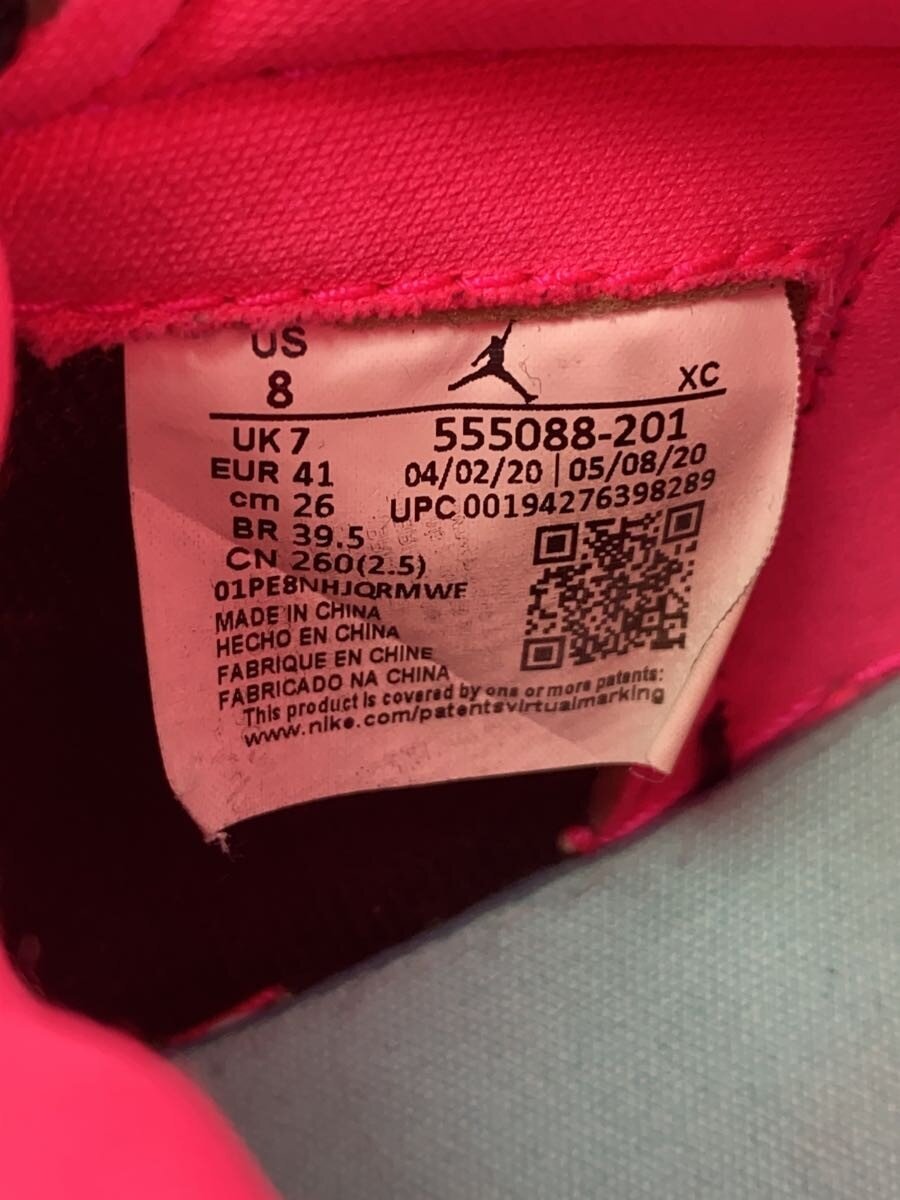 US
8
XC
UK 7
555088-201
EUR 41
04/02/20 | 05/08/20
cm 26
UPC 00194276398289
BR 39.5
CN 260(2.5)
01PE8NHJQRMWE
MADE IN CHINA
HECHO EN CHINA
FABRIQUE EN CHINE
FABRICADO NA CHINA
This product is covered by one or more patents:
www.nike.com/patentsvirtualmarking